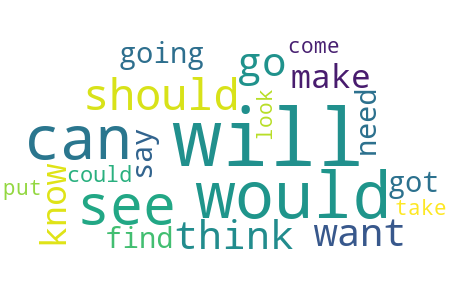 come
going
go
make
should
look
need
can
will
say
could
know
put
see
would
got
take
find
think
want